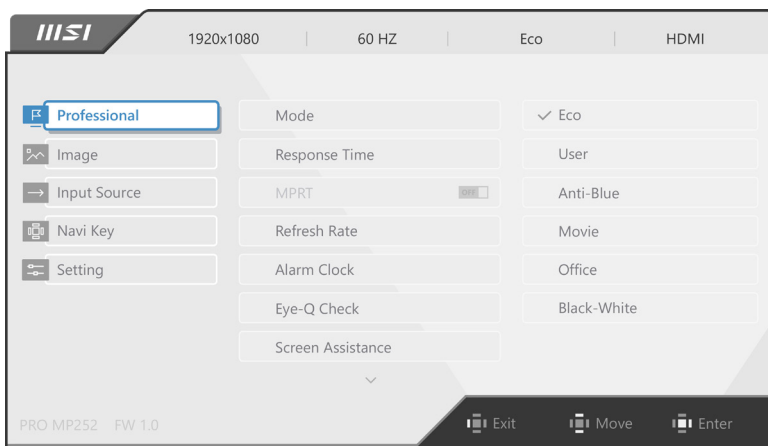 msi 1920x1080 60 HZ Eco HDMI
Professional Mode Eco
Image Response Time User
Input Source MPRT OFF Anti-Blue
Navi Key Refresh Rate Movie
Setting Alarm Clock Office
Eye-Q Check Black-White
Screen Assistance
PRO MP252 FW 1.0 Exit Move Enter